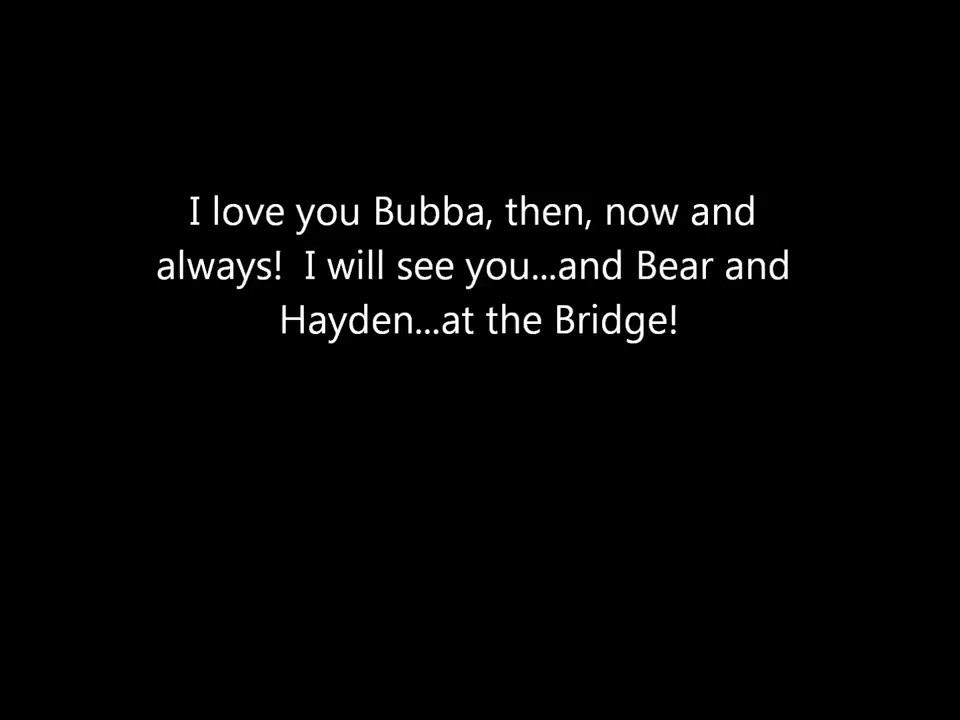 I love you Bubba, then, now and
always!  I will see you...and Bear and
Hayden...at the Bridge!